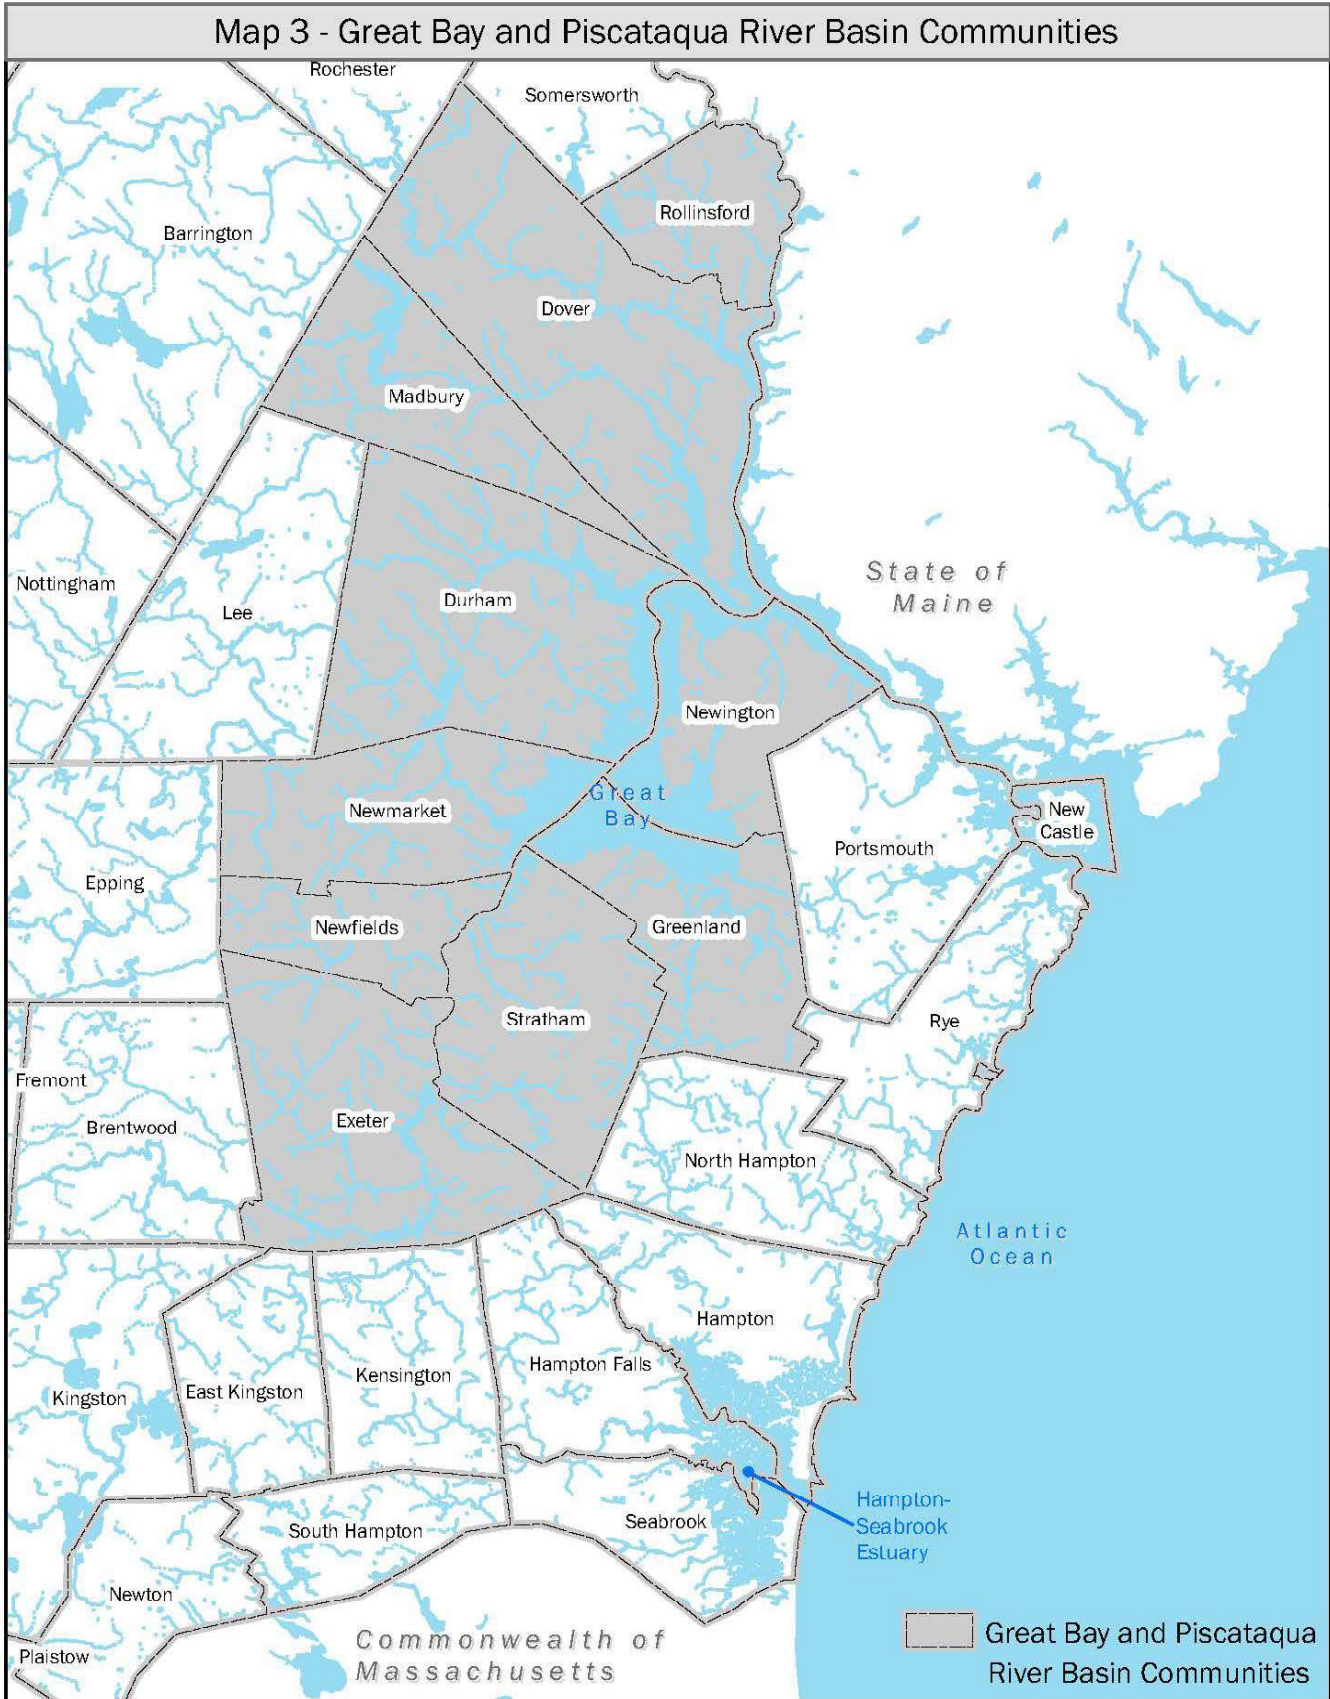 Map 3 - Great Bay and Piscataqua River Basin Communities
Rochester
Somersworth
Rollinsford
Barrington
Dover
Madbury
State of
Maine
Nottingham
Durham
Lee
Newington
Great
Bay
Newmarket
New
Castle
Portsmouth
Epping
Newfields
Greenland
Stratham
Rye
Fremont
Exeter
Brentwood
North Hampton
Atlantic
Ocean
Hampton
Hampton Falls
Kensington
East Kingston
Kingston
Hampton-
Seabrook
Estuary
Seabrook
South Hampton
Newton
Great Bay and Piscataqua
River Basin Communities
Commonwealth of
Massachusetts
Plaistow